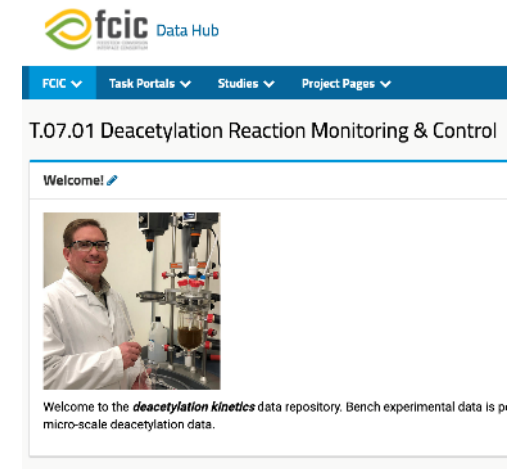 fcic Data Hub
FEEDSTOCK-CONVERSION
INTERFACE CONSORTIUM
FCIC Task Portals Studies Project Pages
T.07.01 Deacetylation Reaction Monitoring & Control
Welcome!
Welcome to the deacetylation kinetics data repository. Bench experimental data is
micro-scale deacetylation data.